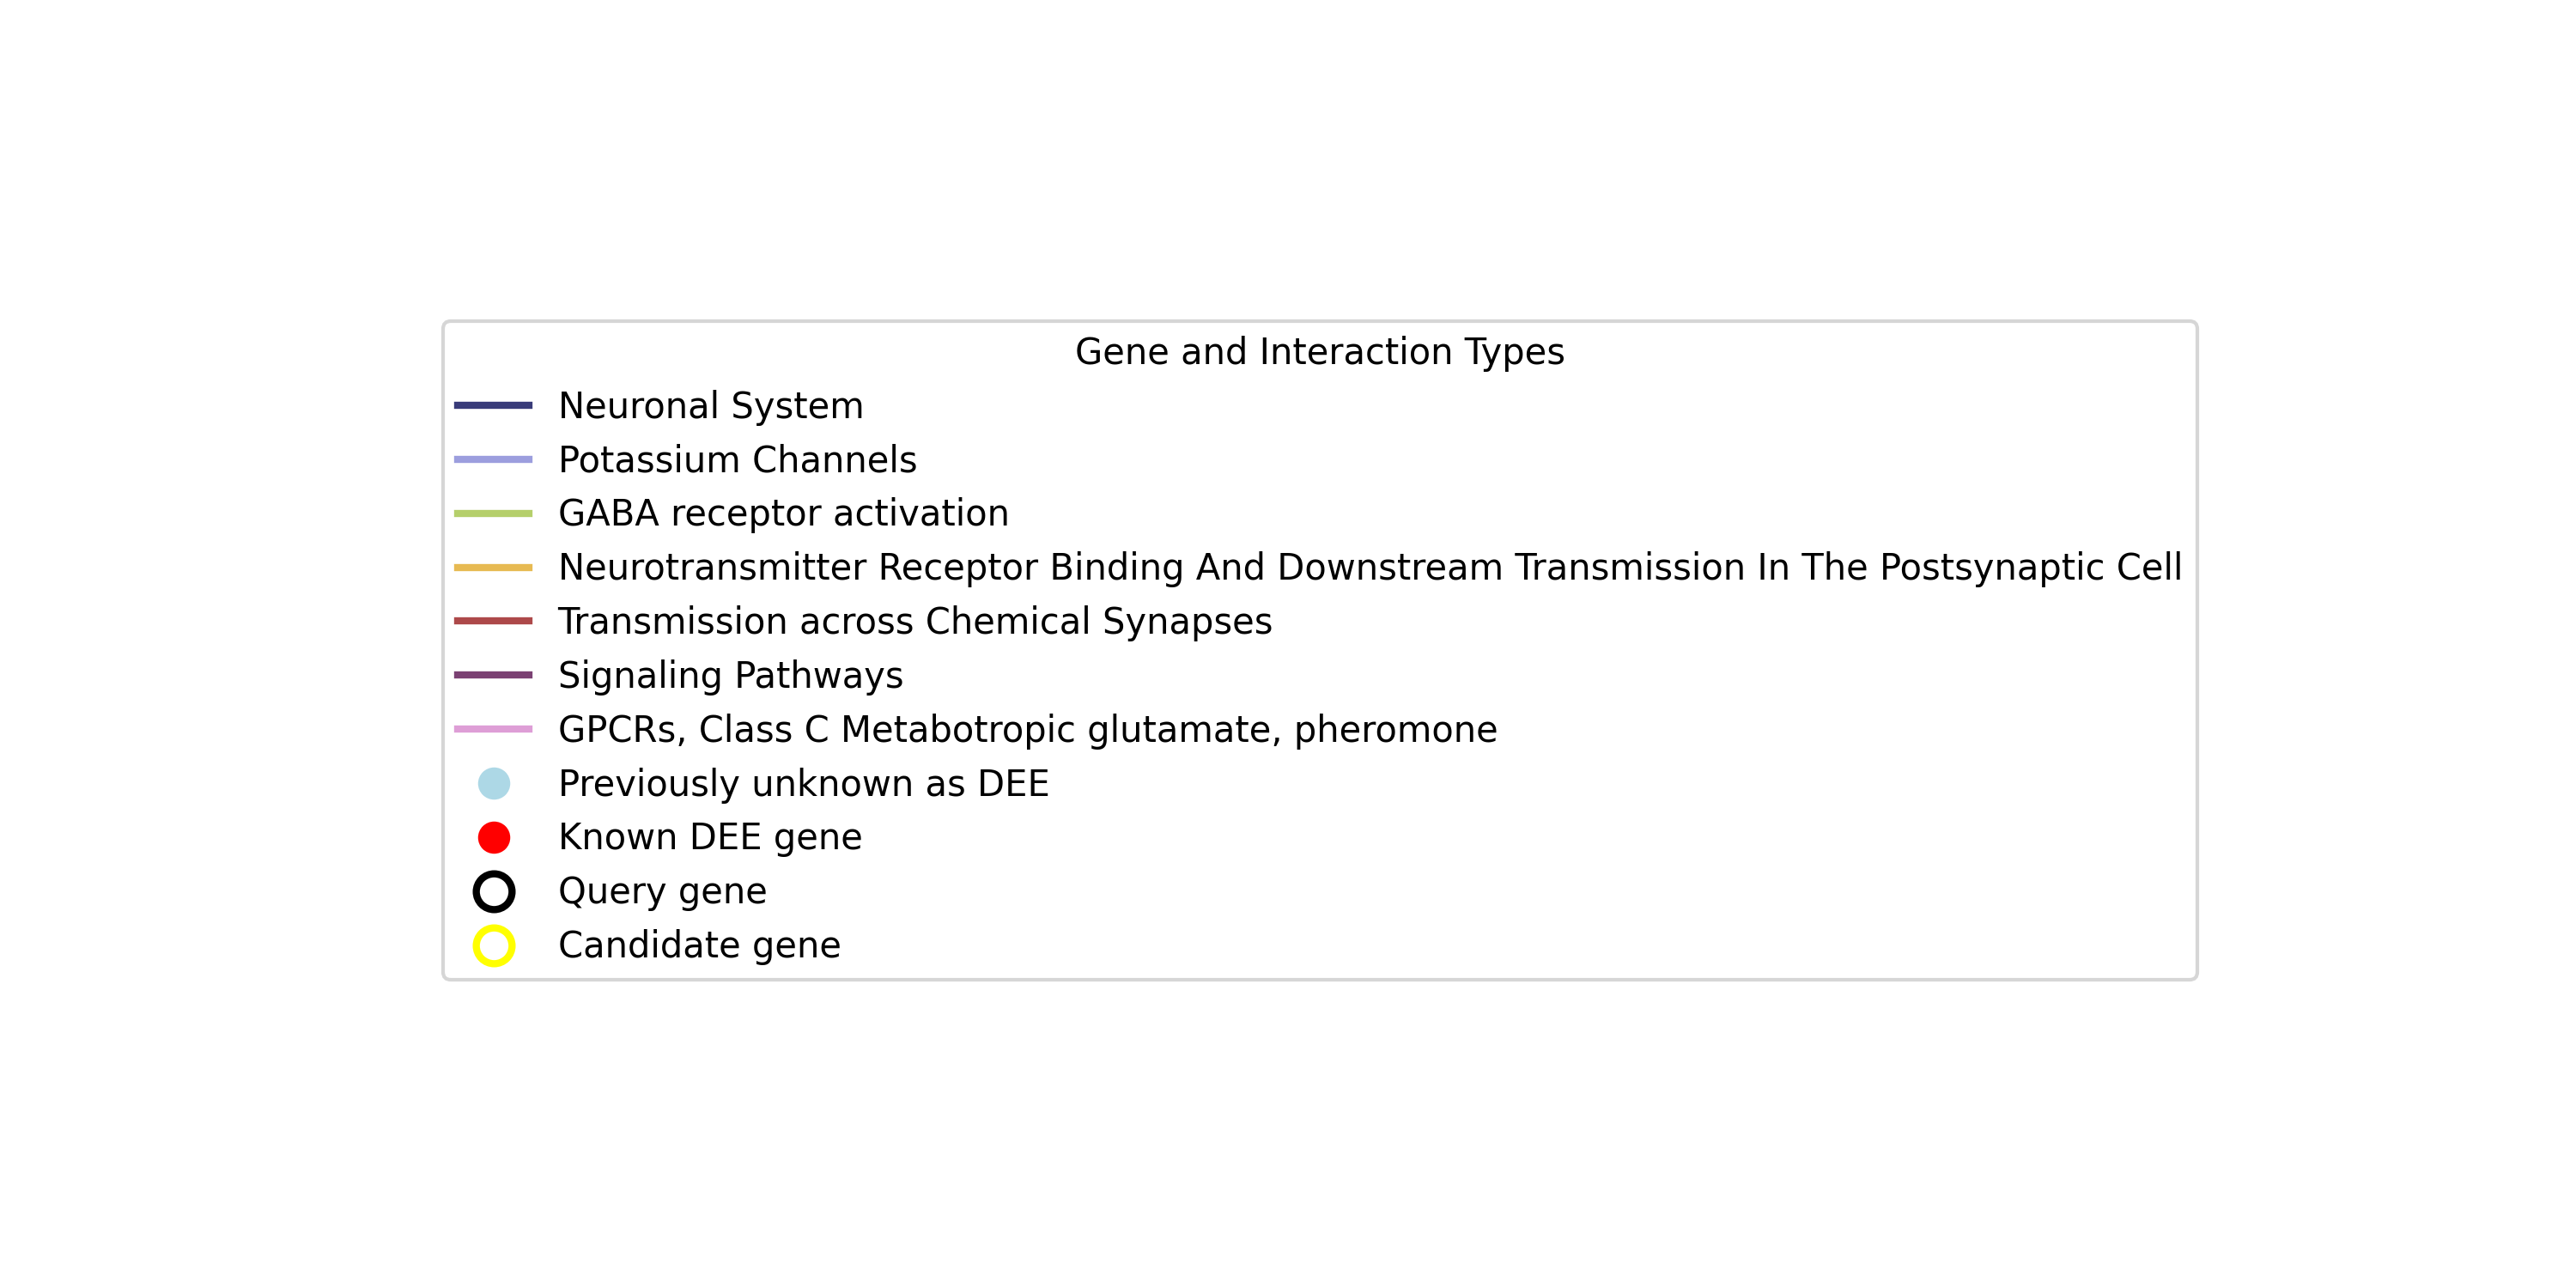 Gene and Interaction Types
Neuronal System
Potassium Channels
GABA receptor activation
Neurotransmitter Receptor Binding And Downstream Transmission In The Postsynaptic Cell
Transmission across Chemical Synapses
Signaling Pathways
GPCRs, Class C Metabotropic glutamate, pheromone
Previously unknown as DEE
Known DEE gene
Query gene
Candidate gene